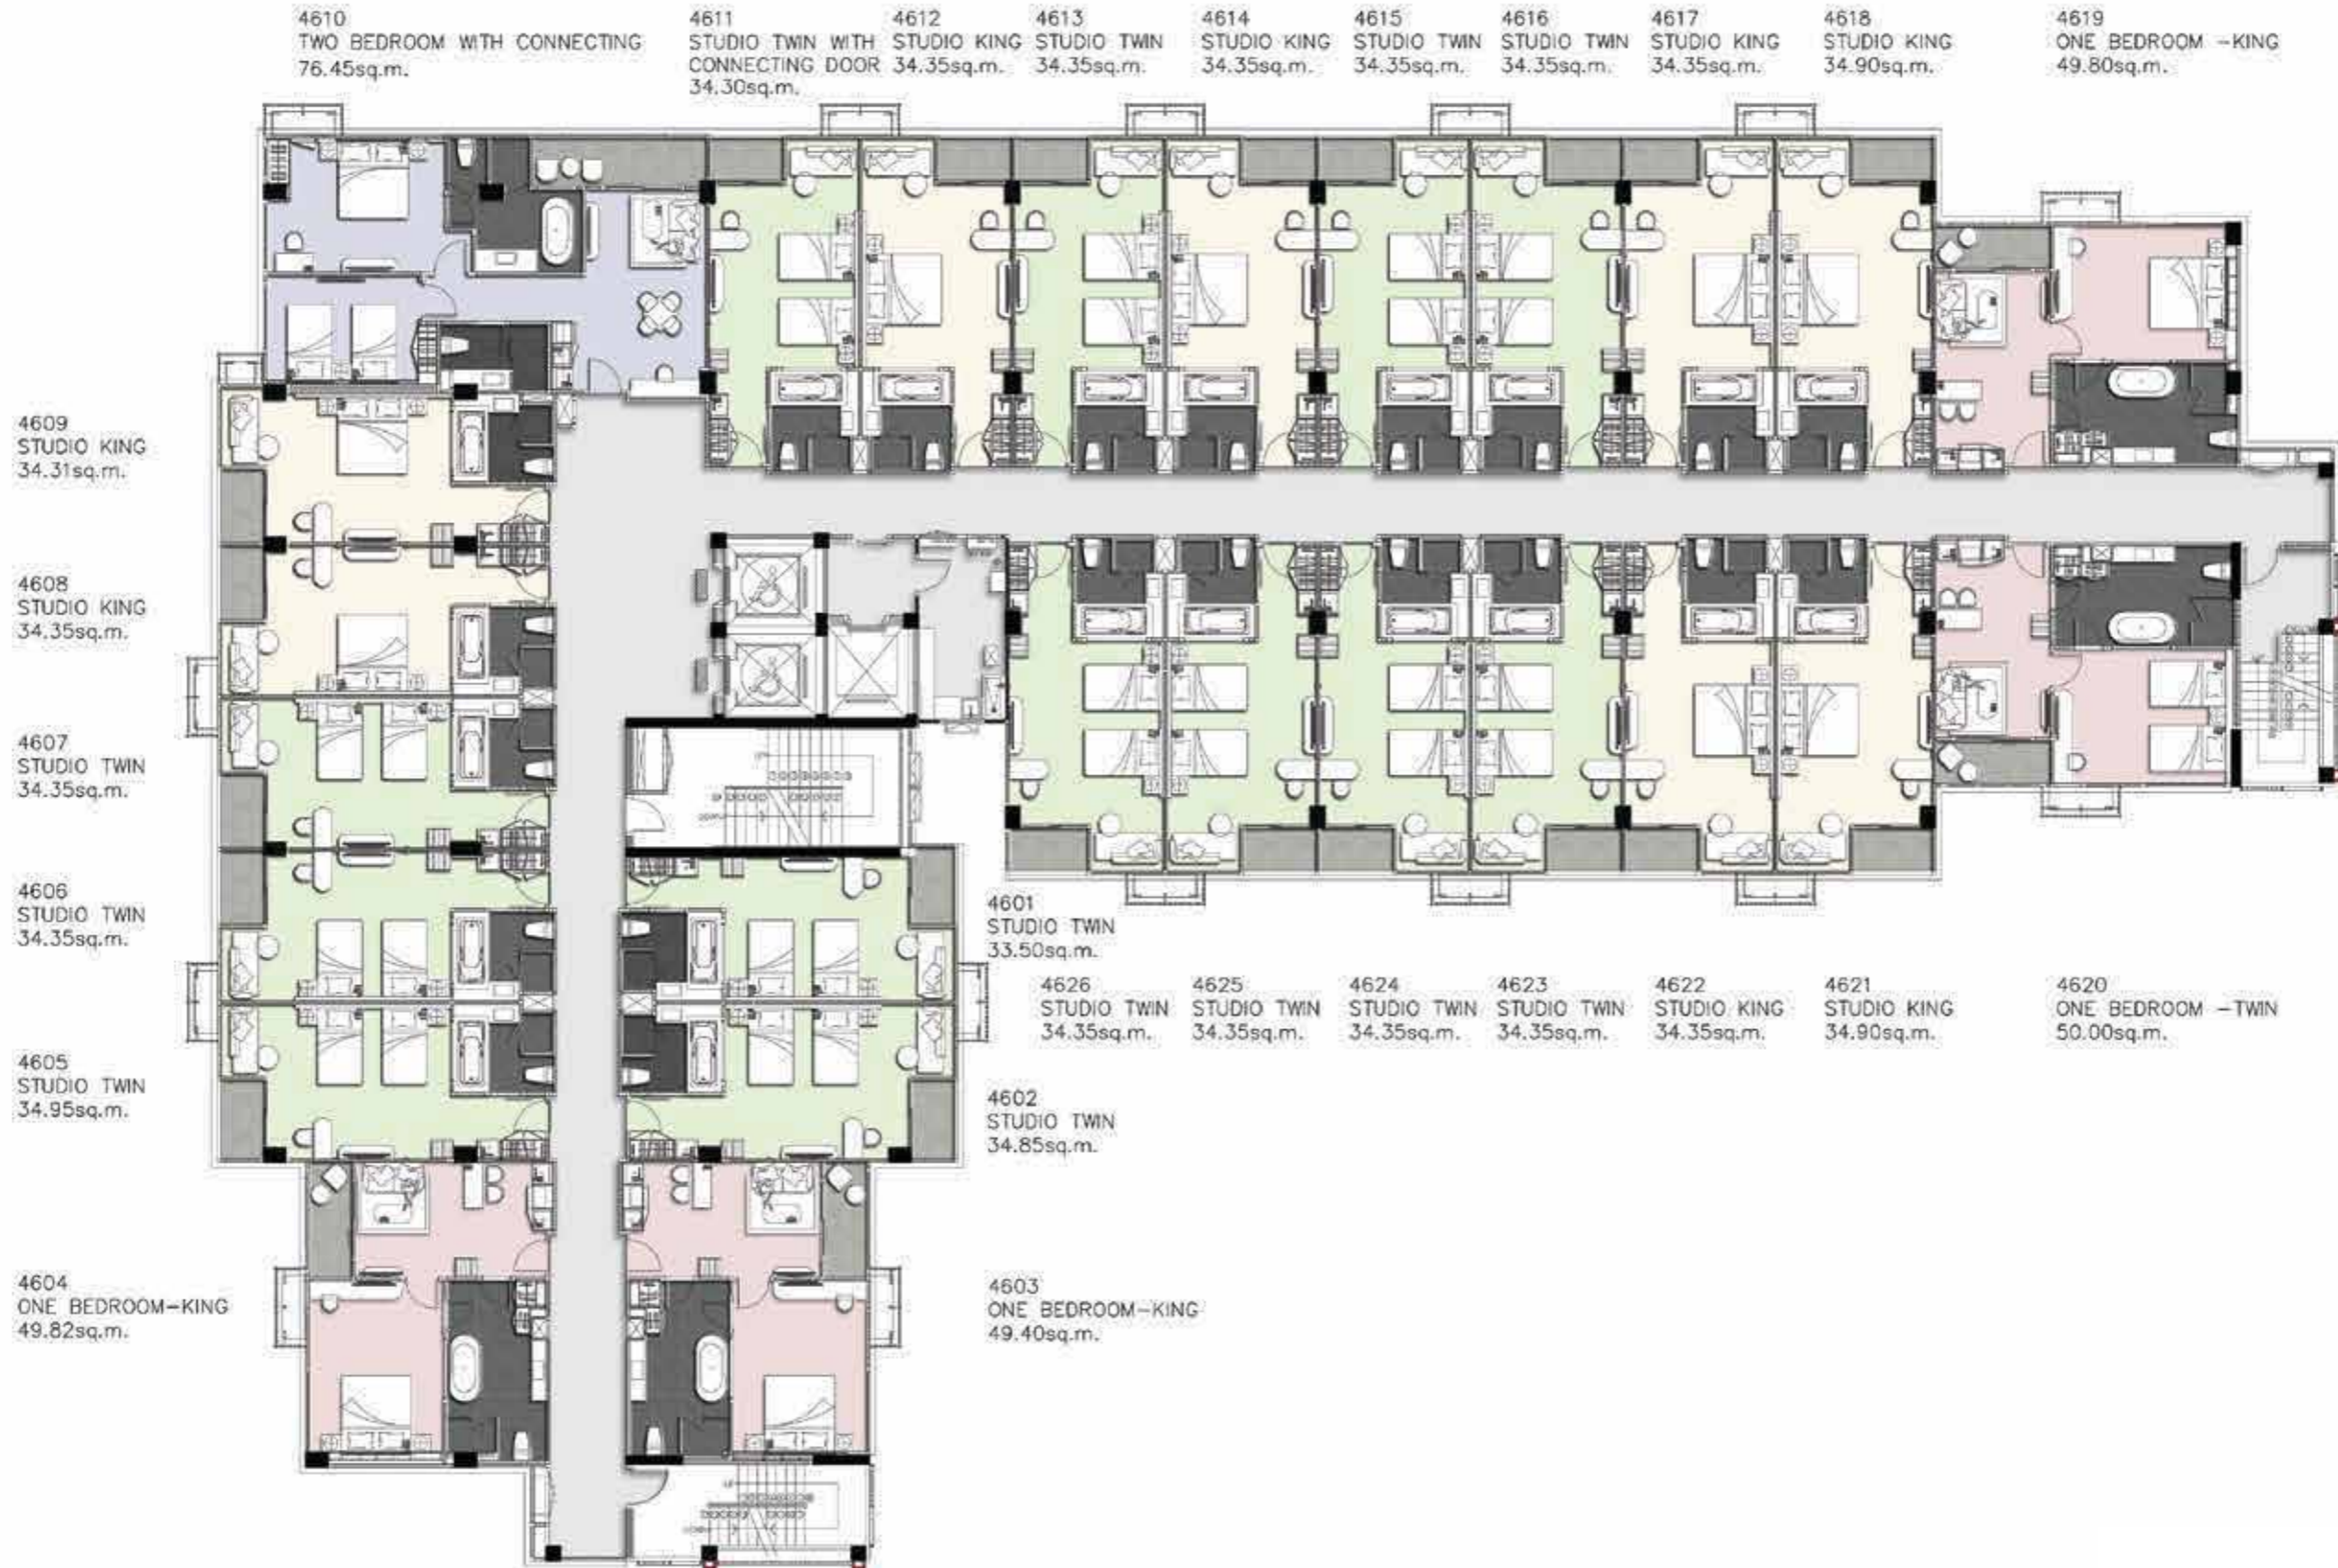 4610
TWO BEDROOM WITH CONNECTING
76.45sq.m.
4611
STUDIO TWIN WITH
CONNECTING DOOR
34.30sq.m.
4612
STUDIO KING
34.35sq.m.
4613
STUDIO TWIN
34.35sq.m.
4614
STUDIO KING
34.35sq.m.
4615
STUDIO TWIN
34.35sq.m.
4616
STUDIO TWIN
34.35sq.m.
4617
STUDIO KING
34.35sq.m.
4618
STUDIO KING
34.90sq.m.
4619
ONE BEDROOM -KING
49.80sq.m.
4609
STUDIO KING
34.31sq.m.
4608
STUDIO KING
34.35sq.m.
4607
STUDIO TWIN
34.35sq.m.
4606
STUDIO TWIN
34.35sq.m.
4605
STUDIO TWIN
34.95sq.m.
4604
ONE BEDROOM-KING
49.82sq.m.
4601
STUDIO TWIN
33.50sq.m.
4626
STUDIO TWIN
34.35sq.m.
4625
STUDIO TWIN
34.35sq.m.
4624
STUDIO TWIN
34.35sq.m.
4623
STUDIO TWIN
34.35sq.m.
4622
STUDIO KING
34.35sq.m.
4621
STUDIO KING
34.90sq.m.
4620
ONE BEDROOM -TWIN
50.00sq.m.
4602
STUDIO TWIN
34.85sq.m.
4603
ONE BEDROOM-KING
49.40sq.m.